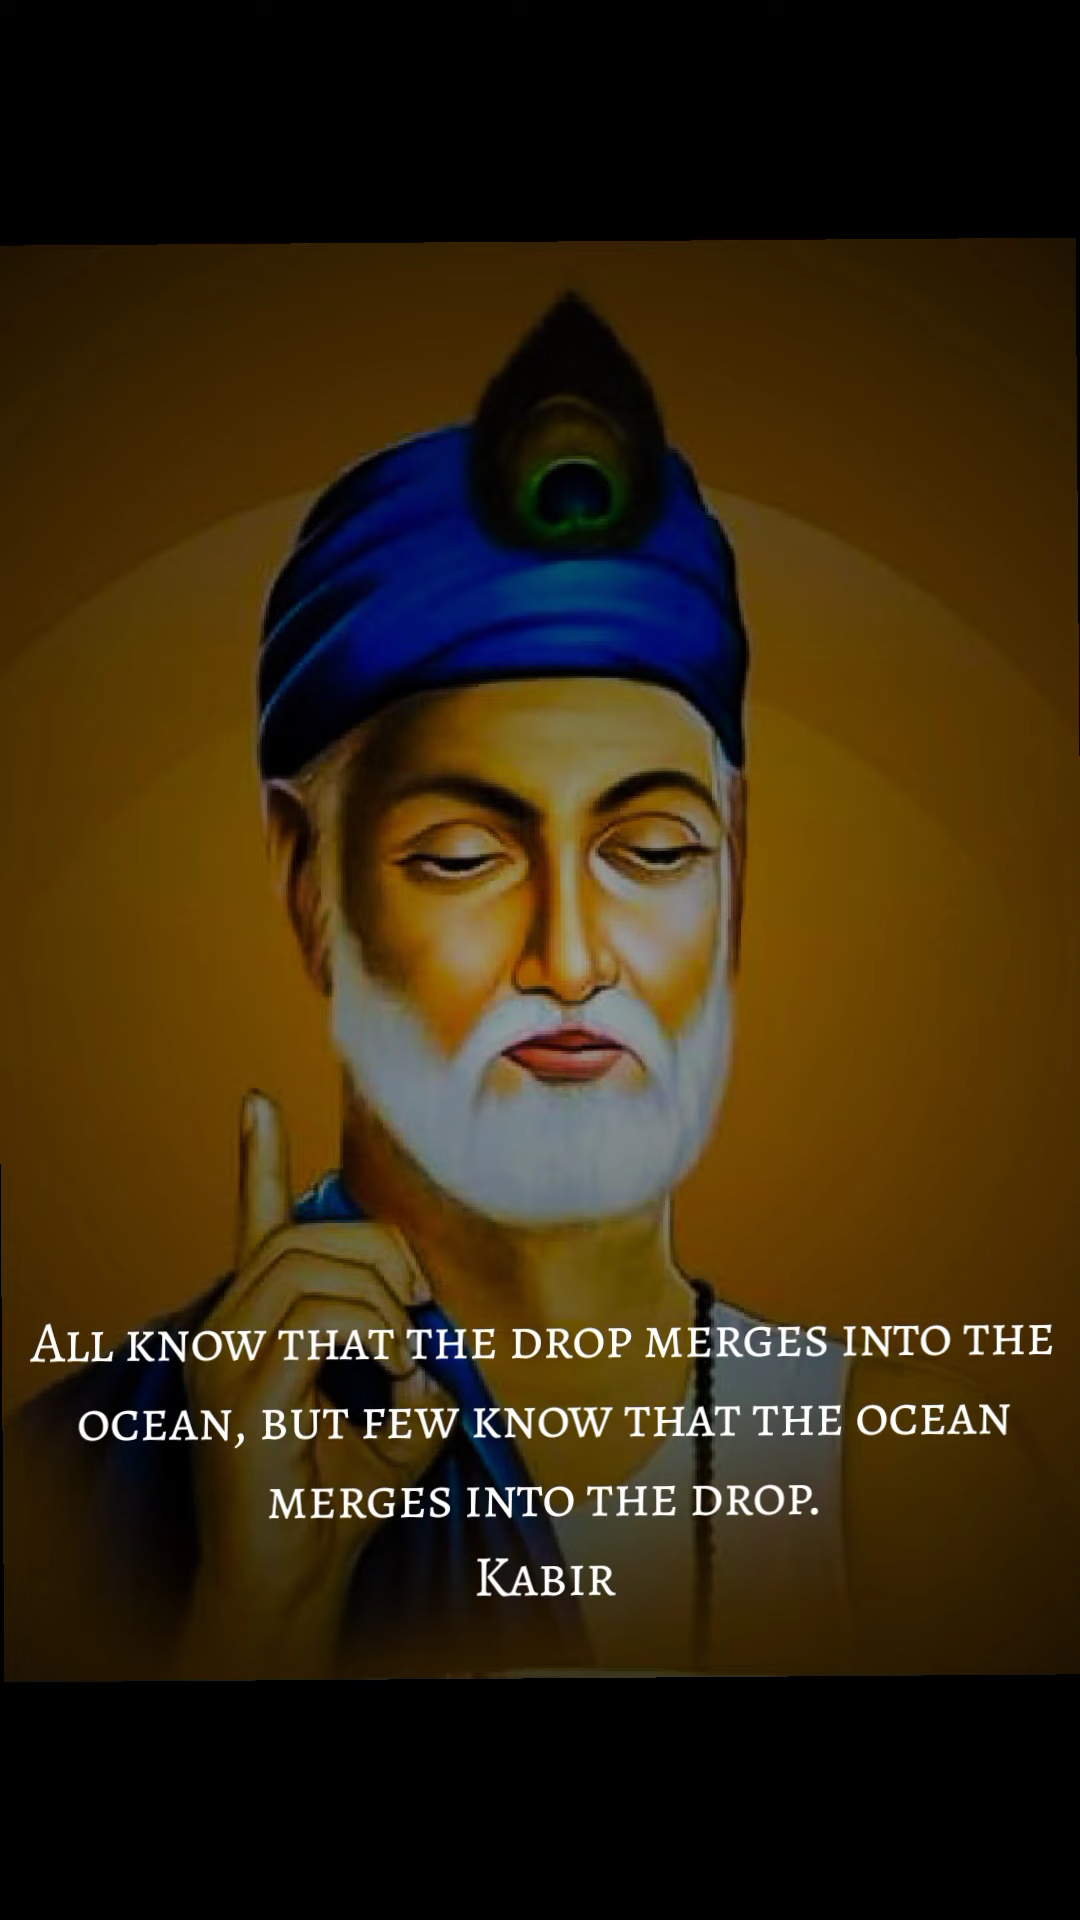 All know that the drop merges into the
ocean, but few know that the ocean
merges into the drop.
Kabir